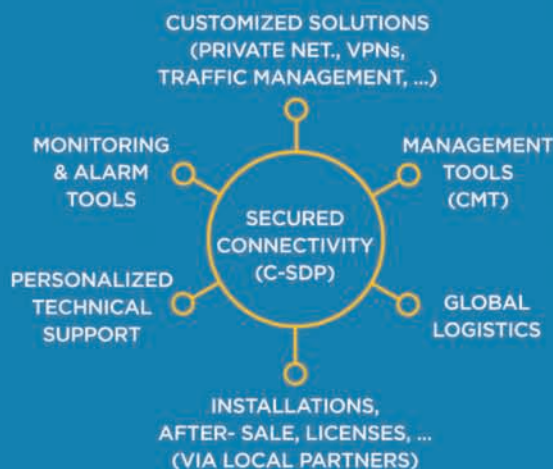 CUSTOMIZED SOLUTIONS
(PRIVATE NET., VPNs,
TRAFFIC MANAGEMENT, ...)
MONITORING
& ALARM
TOOLS
MANAGEMENT
TOOLS
(CMT)
SECURED
CONNECTIVITY
(C-SDP)
PERSONALIZED
TECHNICAL
SUPPORT
GLOBAL
LOGISTICS
INSTALLATIONS,
AFTER- SALE, LICENSES, ...
(VIA LOCAL PARTNERS)